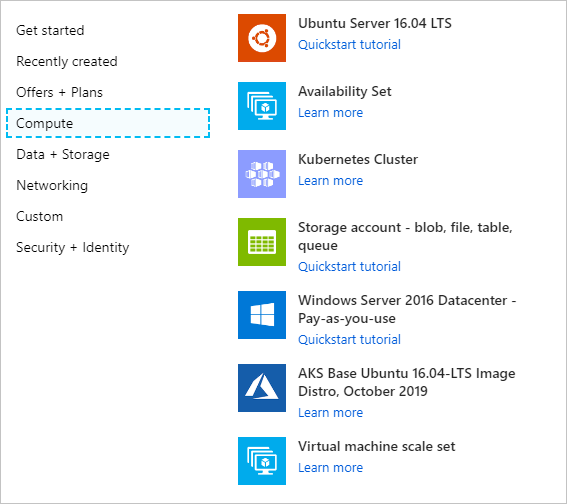 Get started
Recently created
Offers + Plans
Compute
Data + Storage
Networking
Custom
Security + Identity
Ubuntu Server 16.04 LTS
Quickstart tutorial
Availability Set
Learn more
Kubernetes Cluster
Learn more
Storage account - blob, file, table,
queue
Quickstart tutorial
Windows Server 2016 Datacenter -
Pay-as-you-use
Quickstart tutorial
AKS Base Ubuntu 16.04-LTS Image
Distro, October 2019
Learn more
Virtual machine scale set
Learn more